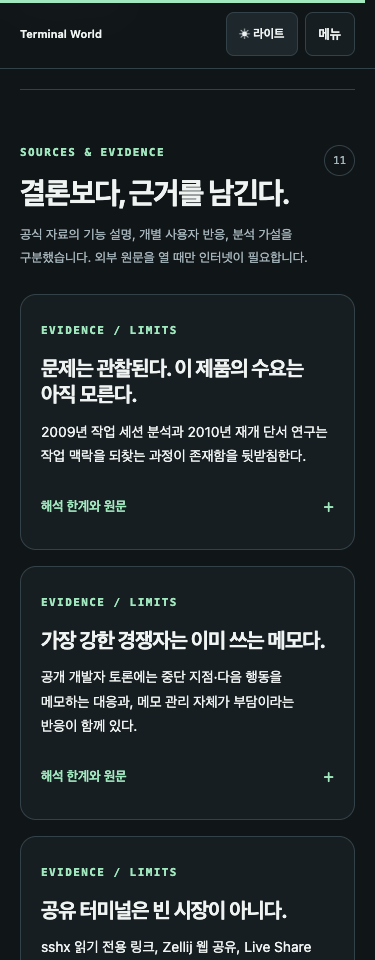 Terminal World
☀ 라이트
메뉴
SOURCES & EVIDENCE
11
결론보다, 근거를 남긴다.
공식 자료의 기능 설명, 개별 사용자 반응, 분석 가설을
구분했습니다. 외부 원문을 열 때만 인터넷이 필요합니다.
EVIDENCE / LIMITS
문제는 관찰된다. 이 제품의 수요는
아직 모른다.
2009년 작업 세션 분석과 2010년 재개 단서 연구는
작업 맥락을 되찾는 과정이 존재함을 뒷받침한다.
해석 한계와 원문 +
EVIDENCE / LIMITS
가장 강한 경쟁자는 이미 쓰는 메모다.
공개 개발자 토론에는 중단 지점·다음 행동을
메모하는 대응과, 메모 관리 자체가 부담이라는
반응이 함께 있다.
해석 한계와 원문 +
EVIDENCE / LIMITS
공유 터미널은 빈 시장이 아니다.
sshx 읽기 전용 링크, Zellij 웹 공유, Live Share